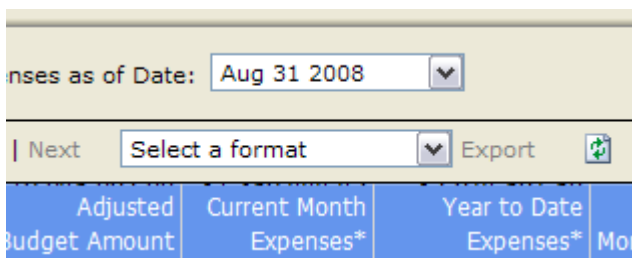 enses as of Date: Aug 31 2008
| Next Select a format Export
Adjusted Current Month Year to Date
Budget Amount Expenses* Expenses* Mo